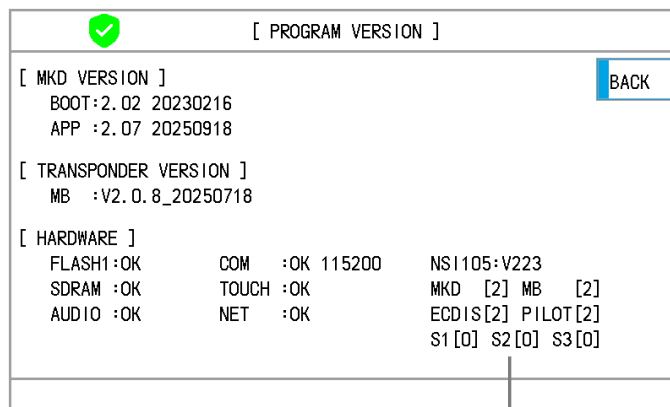 [ PROGRAM VERSION ]
[ MKD VERSION ]
BACK
BOOT:2.02 20230216
APP :2.07 20250918
[ TRANSPONDER VERSION ]
MB :V2.0.8_20250718
[ HARDWARE ]
FLASH1:OK COM :OK 115200 NSI105:V223
SDRAM :OK TOUCH :OK MKD [2] MB [2]
AUDIO :OK NET :OK ECDIS[2] PILOT[2]
S1[0] S2[0] S3[0]